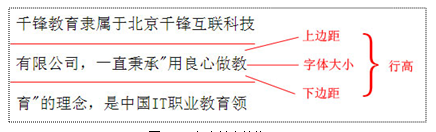 千锋教育隶属于北京千锋互联科技
上边距
有限公司，一直秉承"用良心做教
字体大小
行高
下边距
育"的理念，是中国IT职业教育领